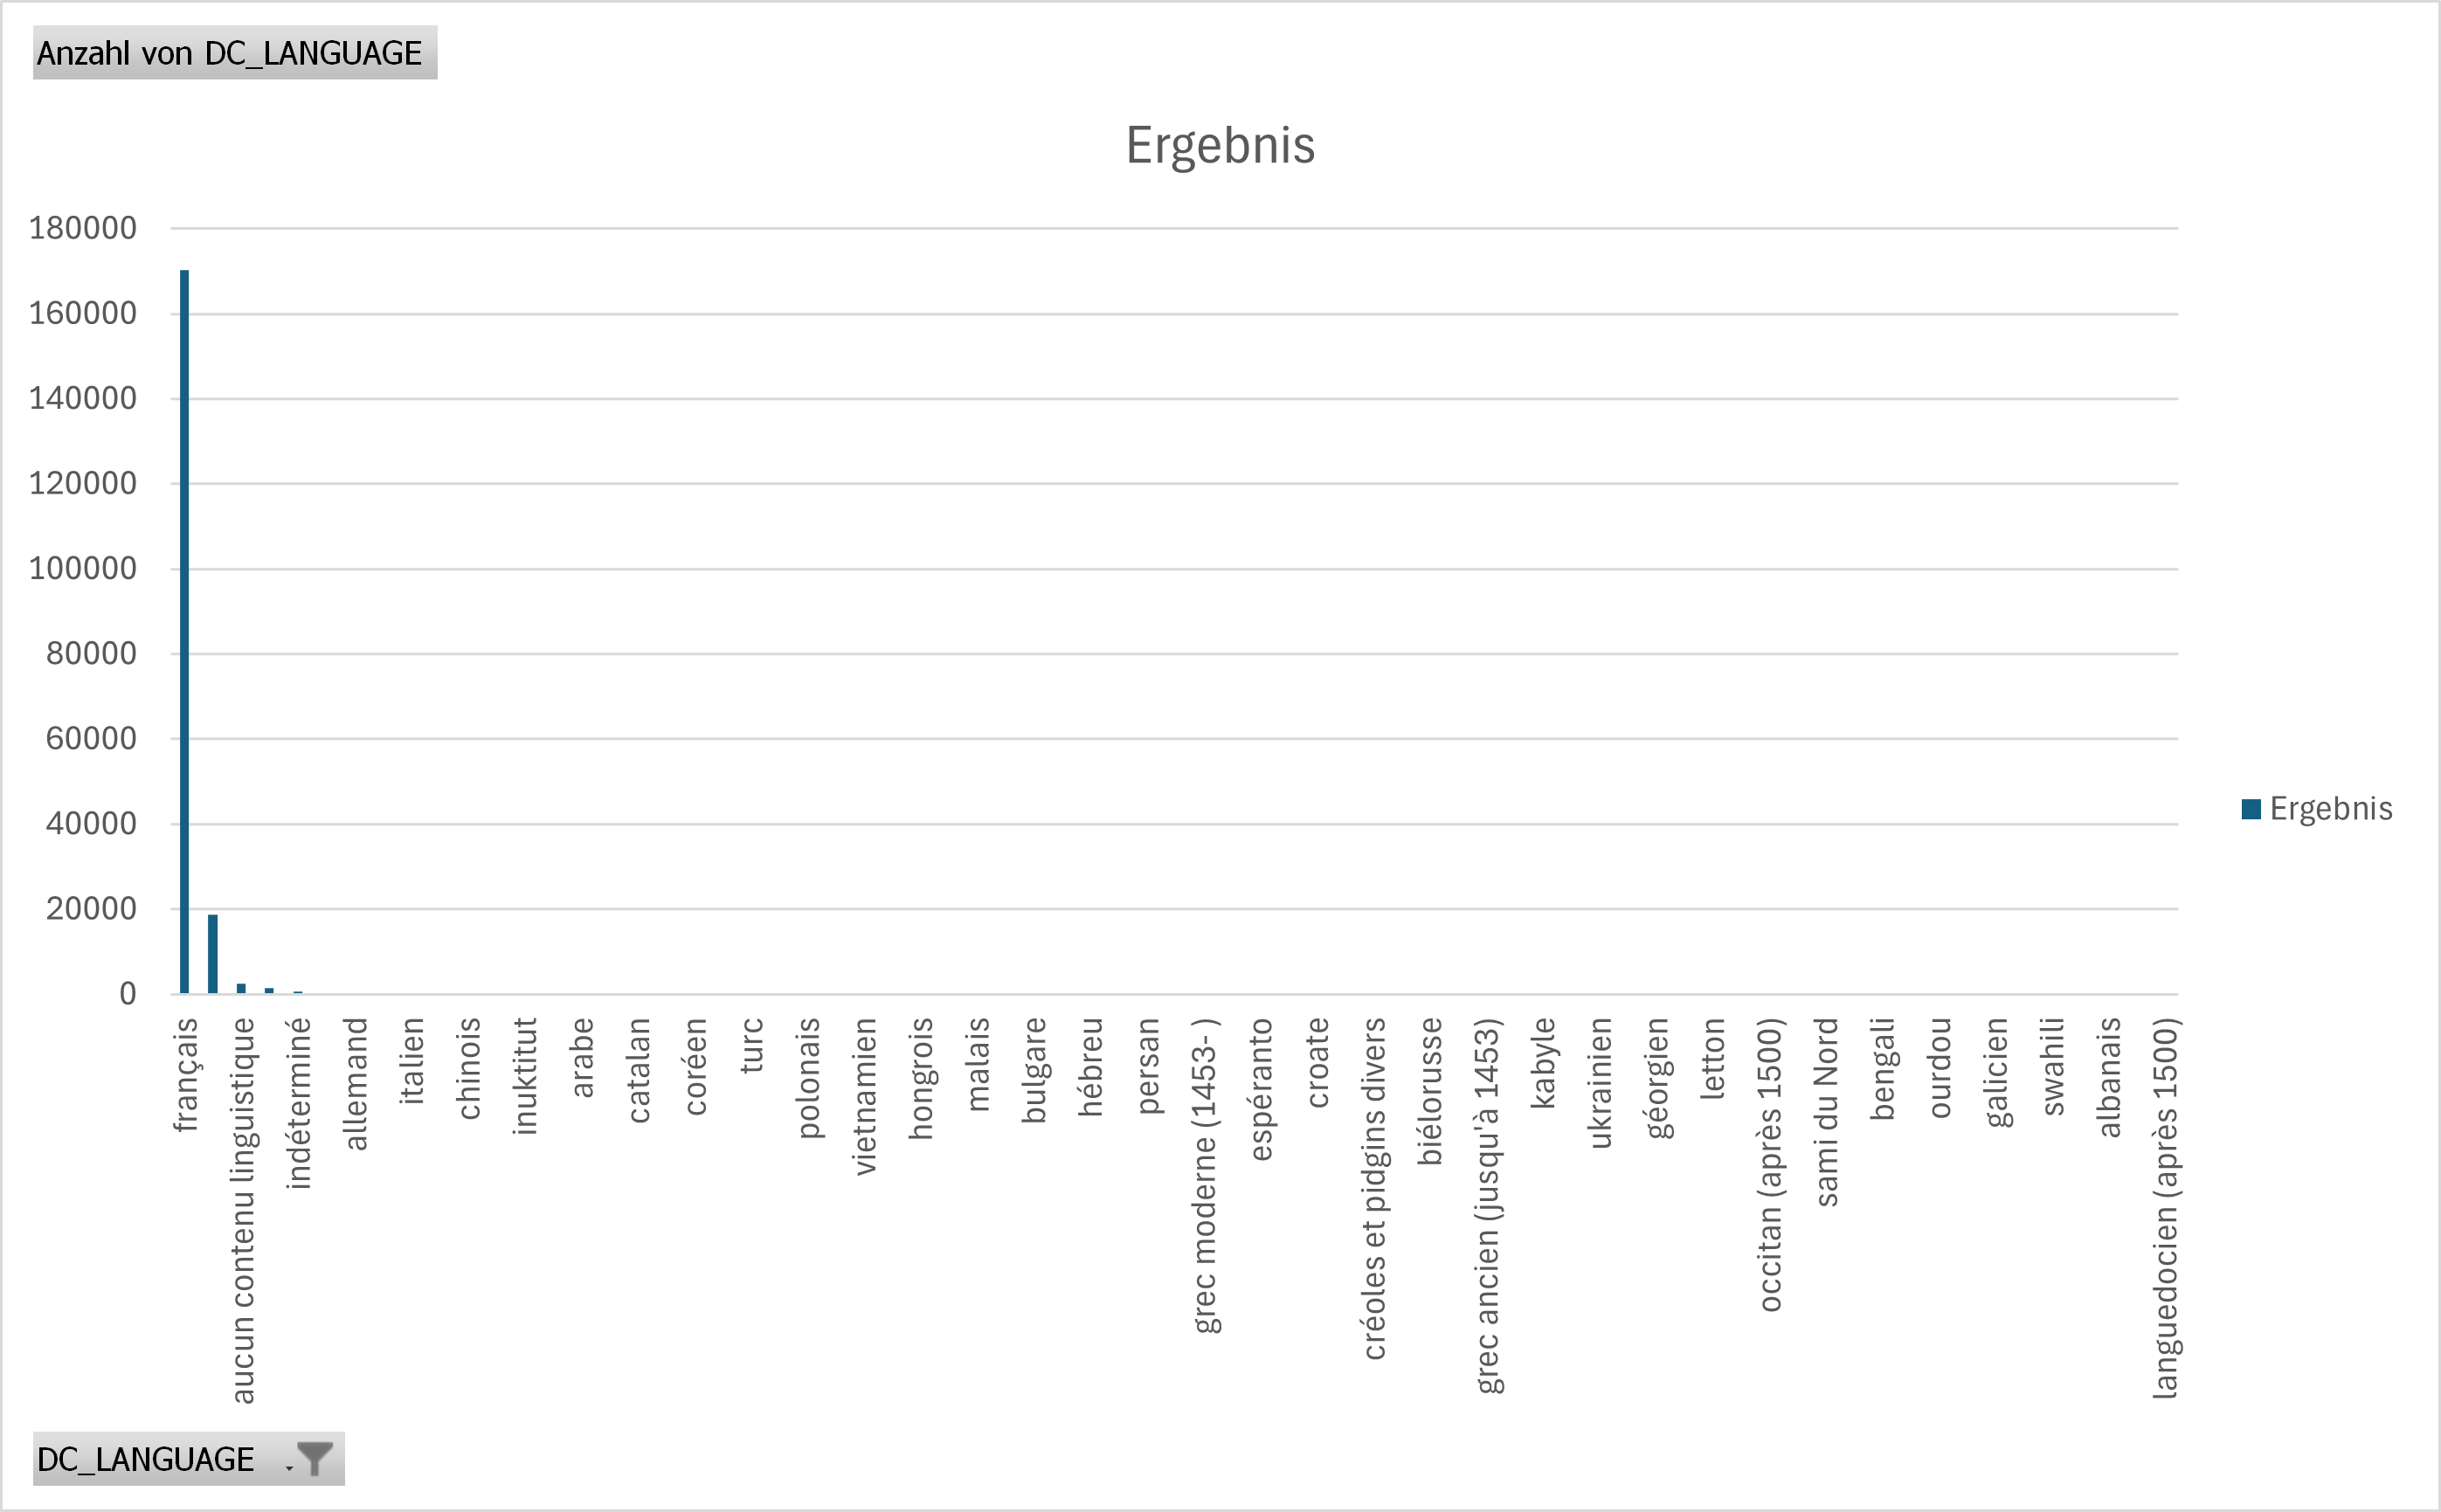 Anzahl von DC_LANGUAGE
Ergebnis
180000
160000
140000
120000
100000
80000
60000
40000
20000
0
Ergebnis
français
aucun contenu linguistique
indéterminé
allemand
italien
chinois
inuktitut
arabe
catalan
coréen
turc
polonais
vietnamien
hongrois
malais
bulgare
hébreu
persan
grec moderne (1453- )
espéranto
croate
créoles et pidgins divers
biélorusse
grec ancien (jusqu'à 1453)
kabyle
ukrainien
géorgien
letton
occitan (après 1500)
sami du Nord
bengali
ourdou
galicien
swahili
albanais
languedocien (après 1500)
DC_LANGUAGE